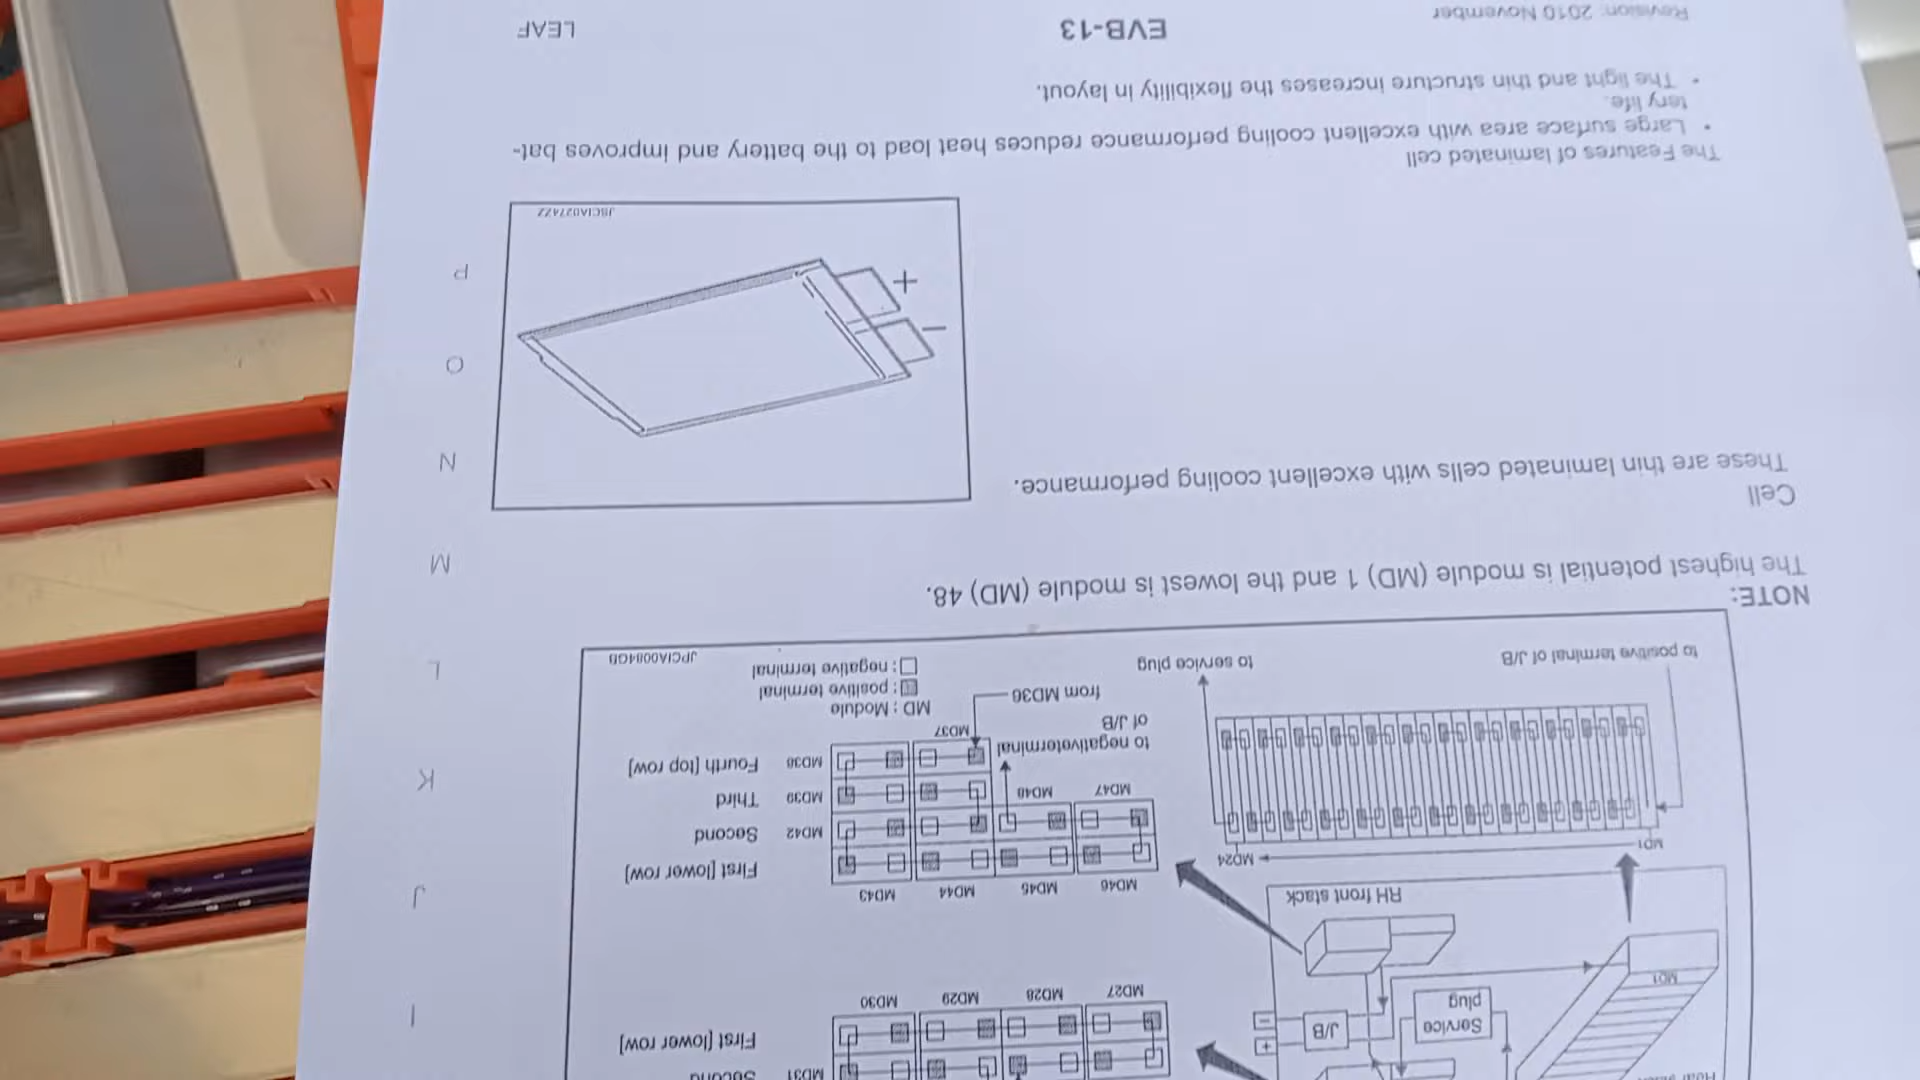 MD31
First [lower row]
MD27 MD28 MD29 MD30
I
+
-
J/B
Service
plug
MD1
RH front stack
MD46 MD45 MD44 MD43
J
MD1
MD24
First [lower row]
MD42 Second
MD39 Third
MD38 Fourth [top row]
MD47 MD48
K
to negativeterminal
of J/B
MD37
from MD36
MD : Module
: positive terminal
: negative terminal
to positive terminal of J/B
to service plug
JPCIA0084GB
L
NOTE:
The highest potential is module (MD) 1 and the lowest is module (MD) 48.
M
Cell
These are thin laminated cells with excellent cooling performance.
N
O
-
+
P
JSCIA0274ZZ
The Features of laminated cell
• Large surface area with excellent cooling performance reduces heat load to the battery and improves bat-
tery life.
• The light and thin structure increases the flexibility in layout.
Revision: 2010 November
EVB-13
LEAF